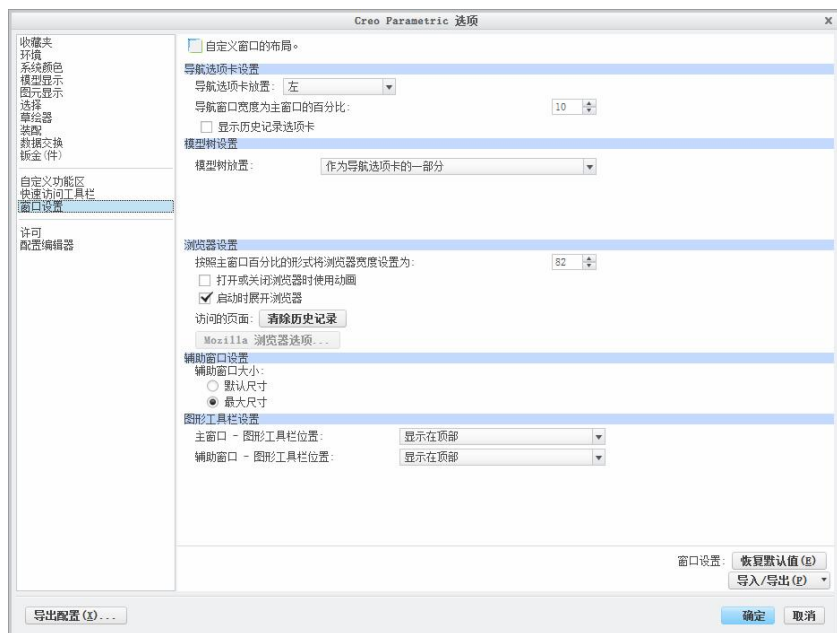 Creo Parametric 选项
收藏夹
环境
系统颜色
模型显示
图元显示
选择
草绘器
装配
数据交换
钣金(件)
自定义功能区
快速访问工具栏
窗口设置
许可
配置编辑器
自定义窗口的布局。
导航选项卡设置
导航选项卡放置: 左
导航窗口宽度为主窗口的百分比: 10
显示历史记录选项卡
模型树设置
模型树放置: 作为导航选项卡的一部分
浏览器设置
按照主窗口百分比的形式将浏览器宽度设置为: 82
打开或关闭浏览器时使用动画
启动时展开浏览器
访问的页面: 清除历史记录
Mozilla 浏览器选项...
辅助窗口设置
辅助窗口大小:
默认尺寸
最大尺寸
图形工具栏设置
主窗口 - 图形工具栏位置: 显示在顶部
辅助窗口 - 图形工具栏位置: 显示在顶部
窗口设置: 恢复默认值(E)
导入/导出(P)
导出配置(X)... 确定 取消